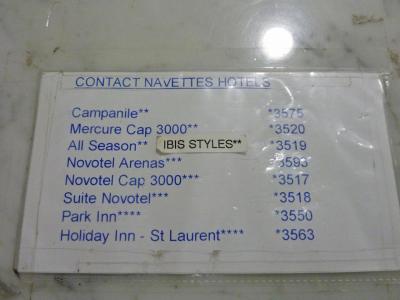 CONTACT NAVETTES HOTELS
Campanile** *3575
Mercure Cap 3000** *3520
All Season** IBIS STYLES** *3519
Novotel Arenas*** *3593
Novotel Cap 3000*** *3517
Suite Novotel*** *3518
Park Inn**** *3550
Holiday Inn - St Laurent**** *3563